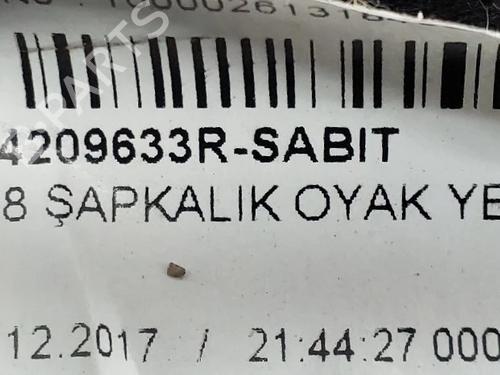 4209633R-SABIT
8 ŞAPKALIK OYAK YE
12.2017 / 21:44:27 000